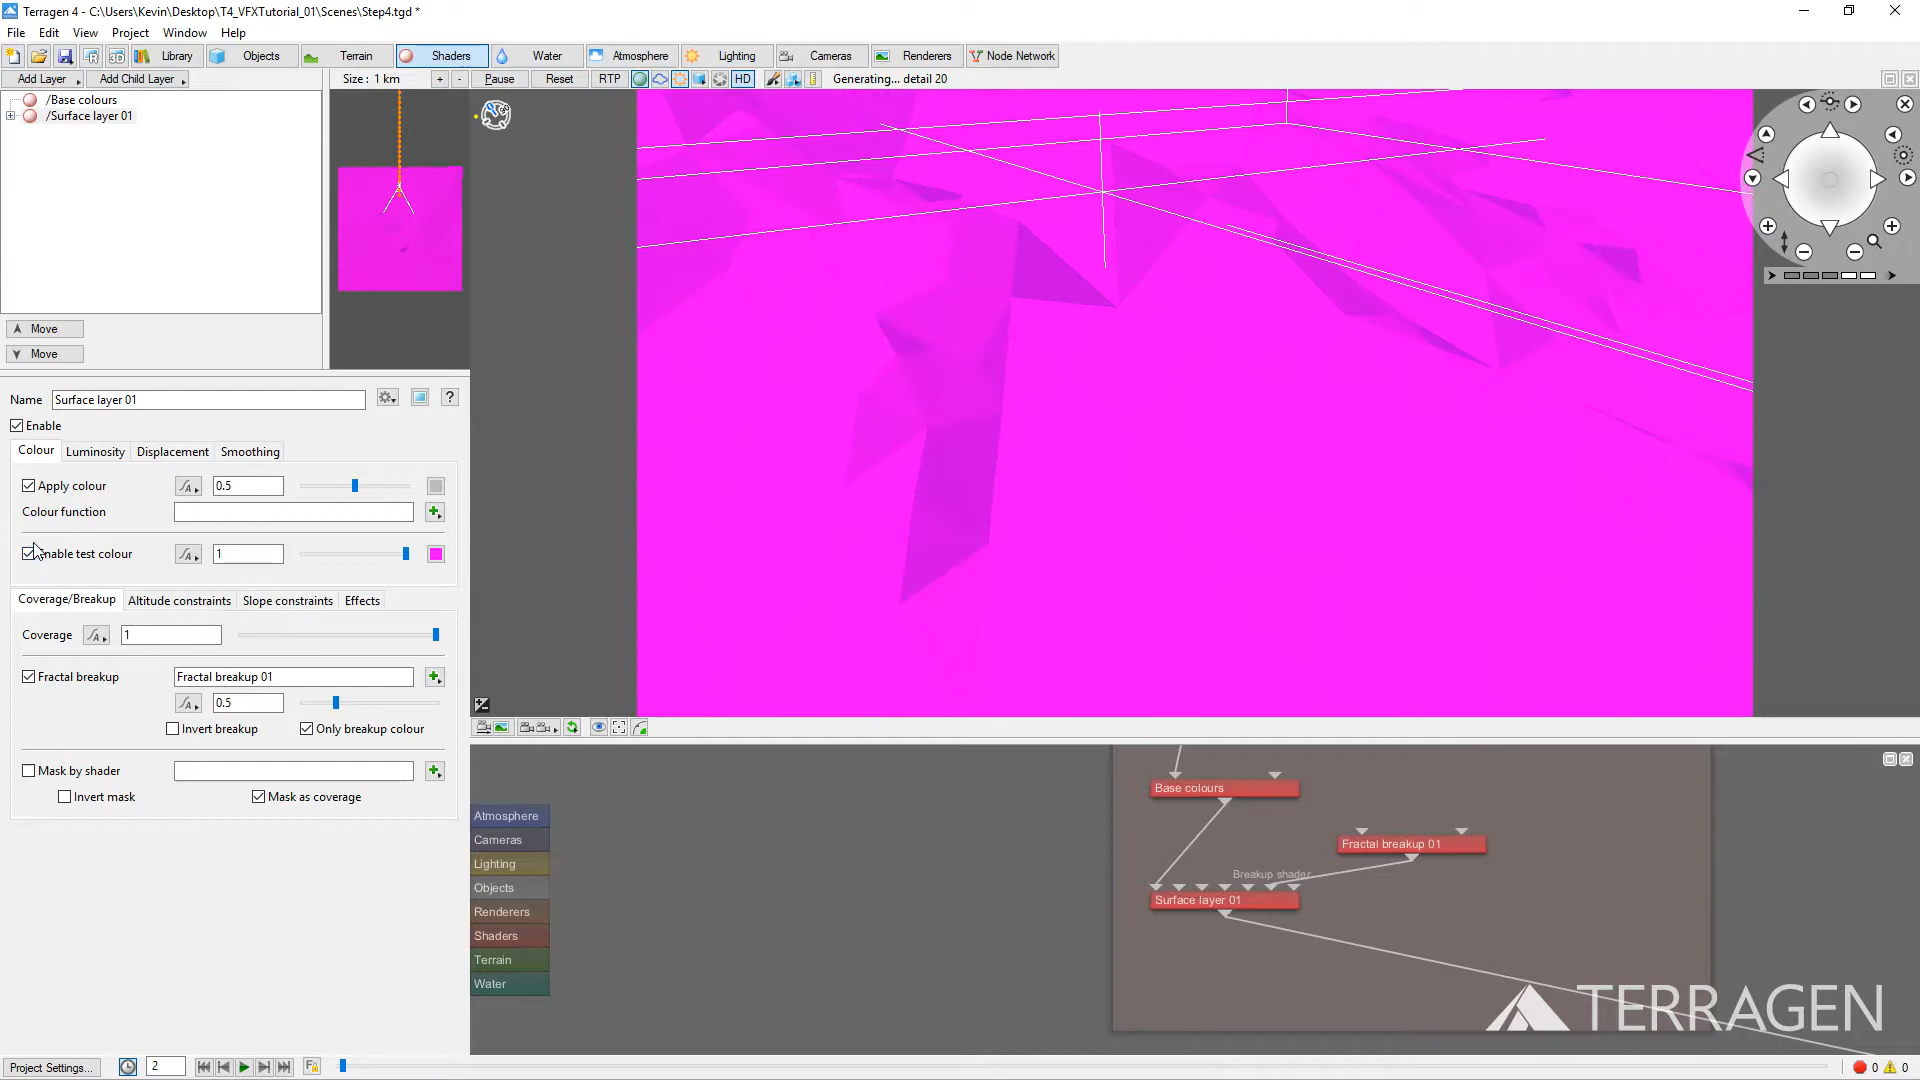 Terragen 4 - C:\Users\Kevin\Desktop\T4_VFXTutorial_01\Scenes\Step4.tgd *
File Edit View Project Window Help
Library Objects Terrain Shaders Water Atmosphere Lighting Cameras Renderers Node Network
Add Layer Add Child Layer Size : 1 km + - Pause Reset RTP HD Generating... detail 20
/Base colours
/Surface layer 01
Move
Move
Name Surface layer 01 ?
Enable
Colour Luminosity Displacement Smoothing
Apply colour 0.5
Colour function
Enable test colour 1
Coverage/Breakup Altitude constraints Slope constraints Effects
Coverage 1
Fractal breakup Fractal breakup 01
0.5
Invert breakup Only breakup colour
Mask by shader
Invert mask Mask as coverage
Atmosphere
Cameras
Lighting
Objects
Renderers
Shaders
Terrain
Water
Base colours
Fractal breakup 01
Breakup shader
Surface layer 01
TERRAGEN
Project Settings... 2 0 0